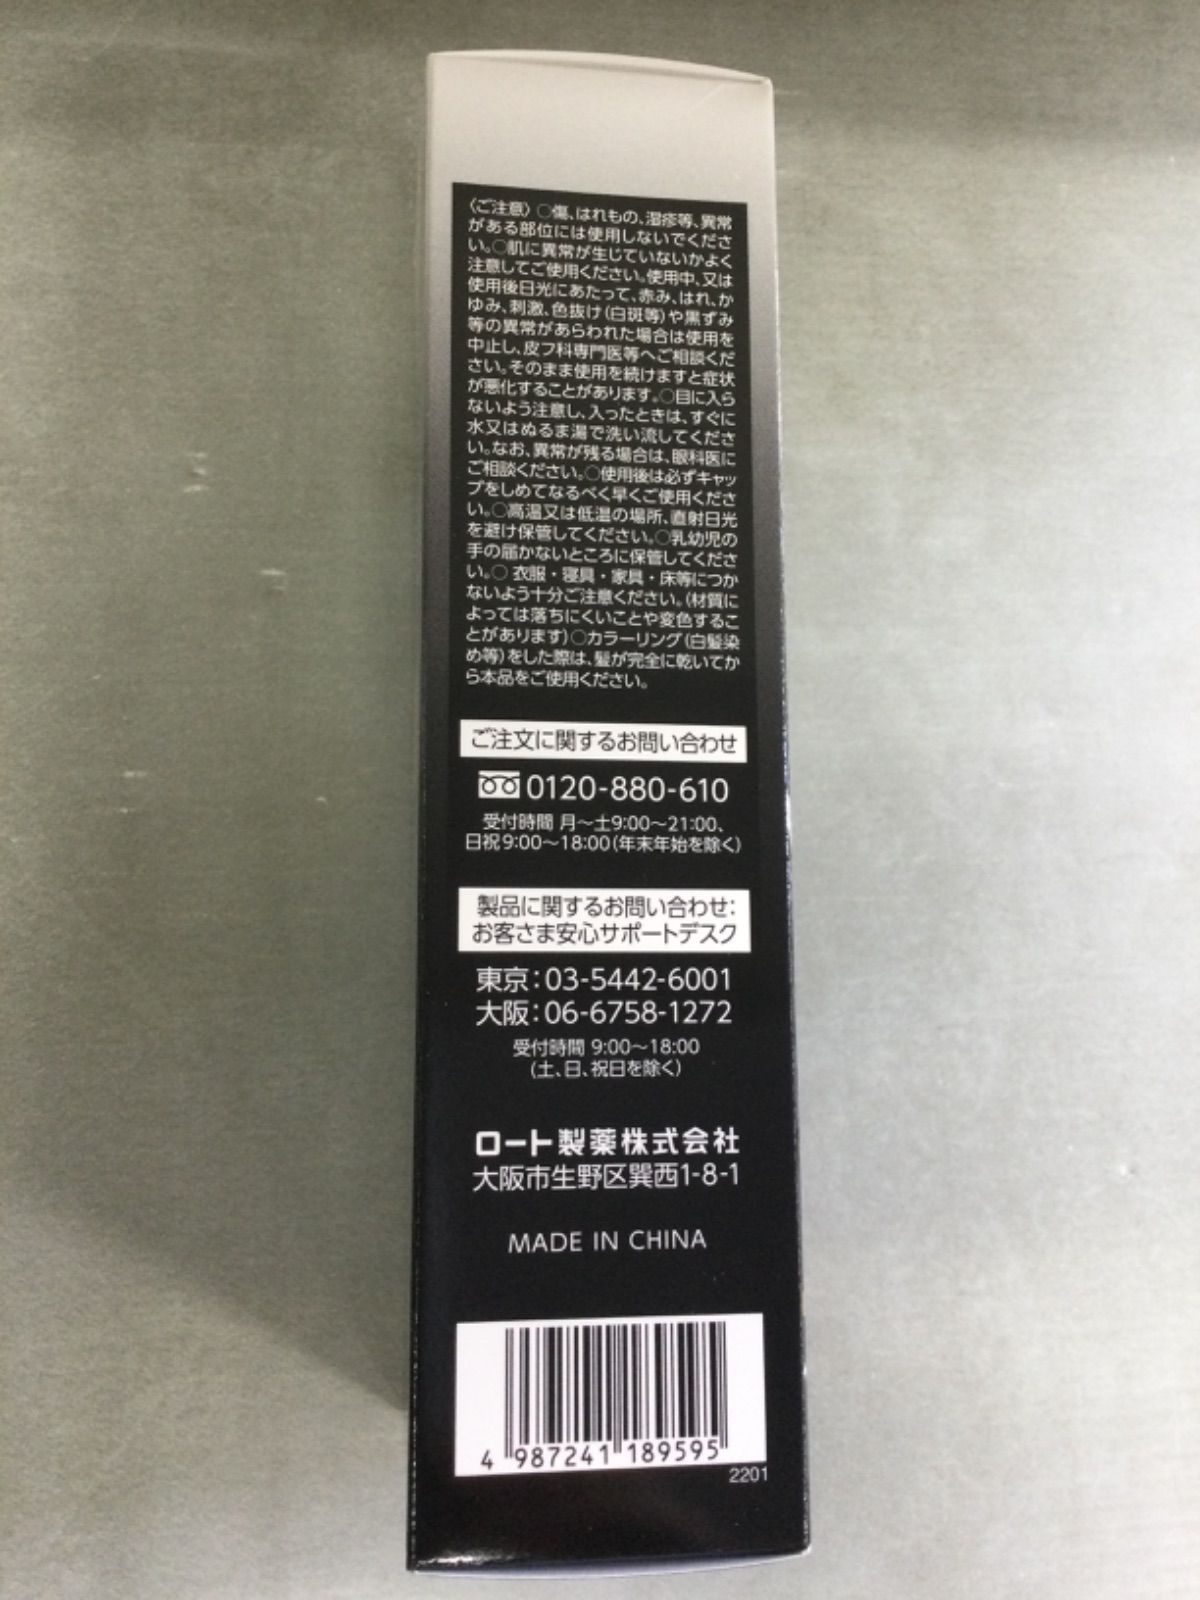 〈ご注意〉○傷、はれもの、湿疹等、異常
がある部位には使用しないでくださ
い。○肌に異常が生じていないかよく
注意してご使用ください。使用中、又は
使用後日光にあたって、赤み、はれ、か
ゆみ、刺激、色抜け(白斑等)や黒ずみ
等の異常があらわれた場合は使用を
中止し、皮フ科専門医等へご相談くだ
さい。そのまま使用を続けますと症状
が悪化することがあります。○目に入ら
ないよう注意し、入ったときは、すぐに
水又はぬるま湯で洗い流してくださ
い。なお、異常が残る場合は、眼科医に
ご相談ください。○使用後は必ずキャッ
プをしめてなるべく早くご使用くださ
い。○高温又は低温の場所、直射日光
を避け保管してください。○乳幼児の
手の届かないところに保管してくださ
い。○ 衣服・寝具・家具・床等につか
ないよう十分ご注意ください。(材質に
よっては落ちにくいことや変色するこ
とがあります)○カラーリング(白髪染
め等)をした際は、髪が完全に乾いてか
ら本品をご使用ください。
ご注文に関するお問い合わせ
0120-880-610
受付時間 月～土9:00～21:00、
日祝9:00～18:00(年末年始を除く)
製品に関するお問い合わせ：
お客さま安心サポートデスク
東京：03-5442-6001
大阪：06-6758-1272
受付時間 9:00～18:00
(土、日、祝日を除く)
ロート製薬株式会社
大阪市生野区巽西1-8-1
MADE IN CHINA
4 987241 189595
2201